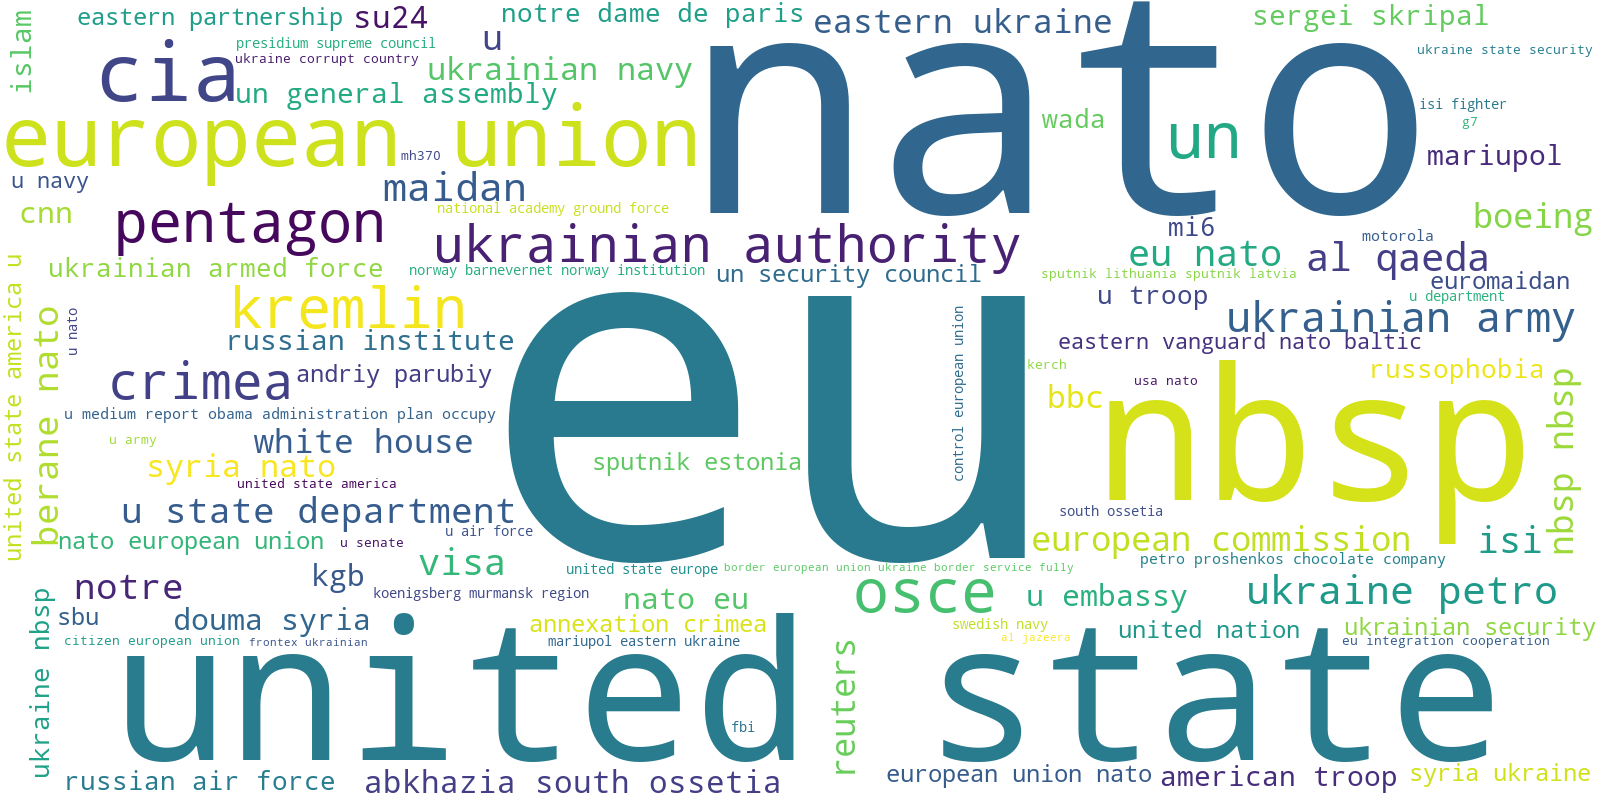 islam
eastern partnership
su24
notre dame de paris
eastern ukraine
sergei skripal
presidium supreme council
ukraine corrupt country
u
ukraine state security
cia
ukrainian navy
un general assembly
nato
isi fighter
g7
wada
un
european union
mh370
mariupol
u navy
maidan
cnn
national academy ground force
boeing
pentagon
ukrainian authority
mi6
motorola
eu nato
al qaeda
ukrainian armed force
norway barnevernet norway institution
un security council
sputnik lithuania sputnik latvia
euromaidan
u troop
u department
united state america u
berane nato
u nato
kremlin
ukrainian army
russian institute
eastern vanguard nato baltic
control european union
kerch
russophobia
crimea
andriy parubiy
usa nato
bbc
nbsp
nbsp nbsp
eu
u medium report obama administration plan occupy
u army
white house
syria nato
sputnik estonia
united state america
u state department
south ossetia
nato european union
u senate
u air force
european commission
isi
visa
petro proshenkos chocolate company
notre
kgb
united state europe
border european union ukraine border service fully
koenigsberg murmansk region
nato eu
osce
u embassy
ukraine petro
ukraine nbsp
sbu
douma syria
annexation crimea
swedish navy
al jazeera
united nation
ukrainian security
citizen european union
frontex ukrainian
mariupol eastern ukraine
eu integration cooperation
united
state
reuters
fbi
russian air force
abkhazia south ossetia
european union nato
american troop
syria ukraine